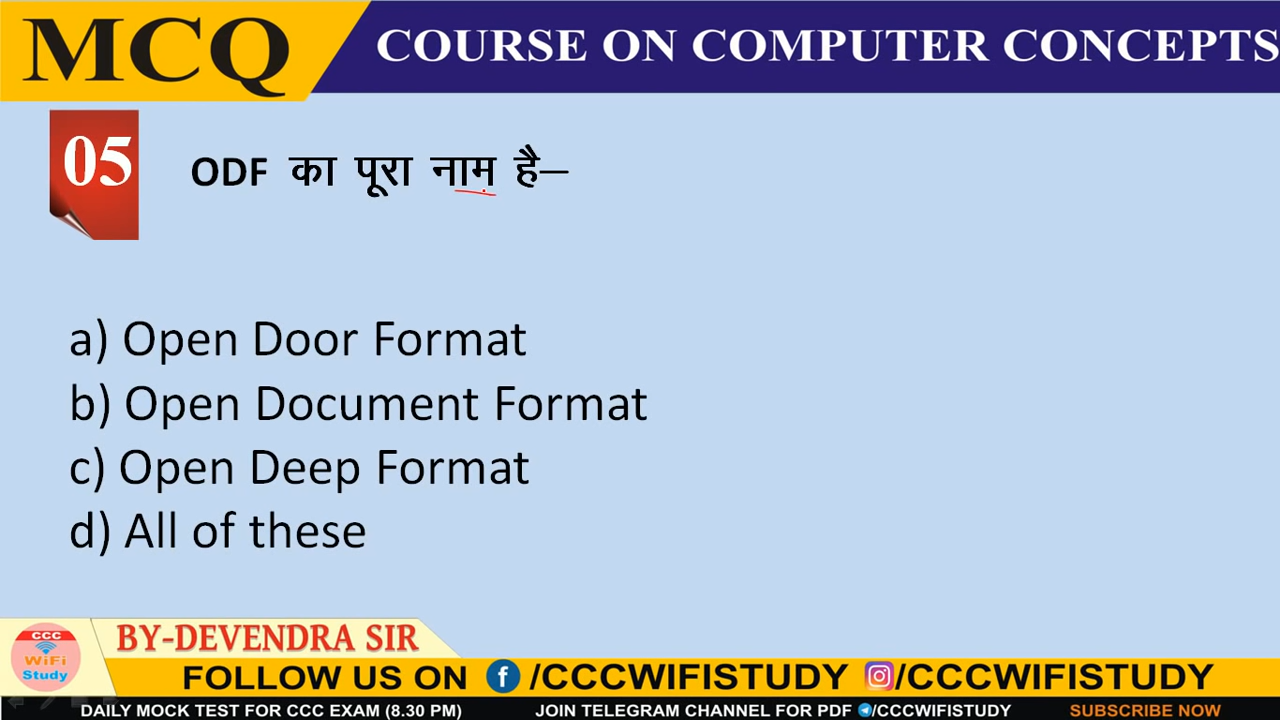 MCQ
COURSE ON COMPUTER CONCEPTS
05
ODF का पूरा नाम है–
a) Open Door Format
b) Open Document Format
c) Open Deep Format
d) All of these
CCC
WiFi
Study
BY-DEVENDRA SIR
FOLLOW US ON f /CCCWIFISTUDY /CCCWIFISTUDY
DAILY MOCK TEST FOR CCC EXAM (8.30 PM) JOIN TELEGRAM CHANNEL FOR PDF /CCCWIFISTUDY SUBSCRIBE NOW